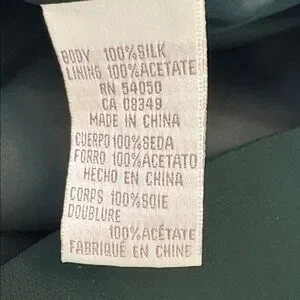 BODY 100%SILK
LINING 100%ACETATE
RN 54050
CA 08349
MADE IN CHINA
CUERPO 100%SEDA
FORRO 100%ACETATO
HECHO EN CHINA
CORPS 100%SOIE
DOUBLURE
100%ACÉTATE
FABRIQUÉ EN CHINE